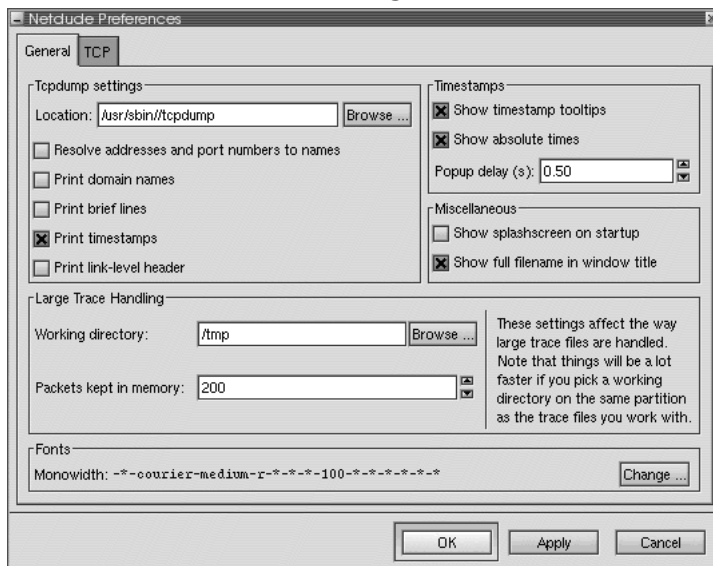 Netdude Preferences
General
TCP
Tcpdump settings
Location: /usr/sbin//tcpdump Browse ...
Resolve addresses and port numbers to names
Print domain names
Print brief lines
Print timestamps
Print link-level header
Timestamps
Show timestamp tooltips
Show absolute times
Popup delay (s): 0.50
Miscellaneous
Show splashscreen on startup
Show full filename in window title
Large Trace Handling
Working directory: /tmp Browse ...
Packets kept in memory: 200
These settings affect the way
large trace files are handled.
Note that things will be a lot
faster if you pick a working
directory on the same partition
as the trace files you work with.
Fonts
Monowidth: -*-courier-medium-r-*-*-*-100-*-*-*-*-*-* Change ...
OK
Apply
Cancel